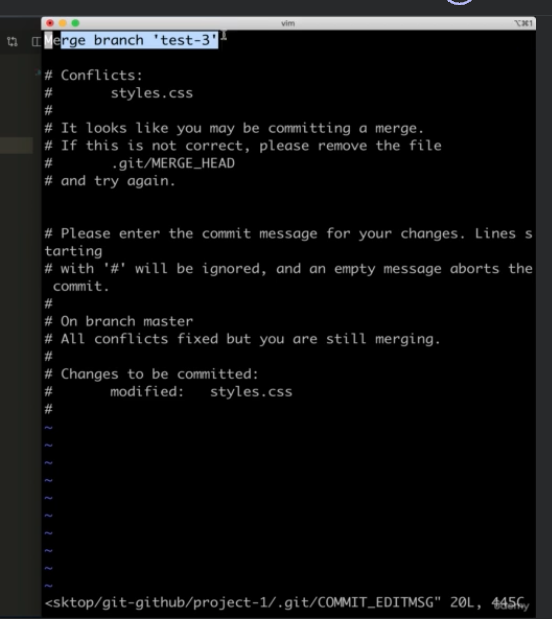 vim
⌥⌘1
Merge branch 'test-3'
# Conflicts:
#       styles.css
#
# It looks like you may be committing a merge.
# If this is not correct, please remove the file
#       .git/MERGE_HEAD
# and try again.
# Please enter the commit message for your changes. Lines s
tarting
# with '#' will be ignored, and an empty message aborts the
 commit.
#
# On branch master
# All conflicts fixed but you are still merging.
#
# Changes to be committed:
#       modified:   styles.css
#
~
~
~
~
~
~
~
~
~
~
<sktop/git-github/project-1/.git/COMMIT_EDITMSG" 20L, 445C